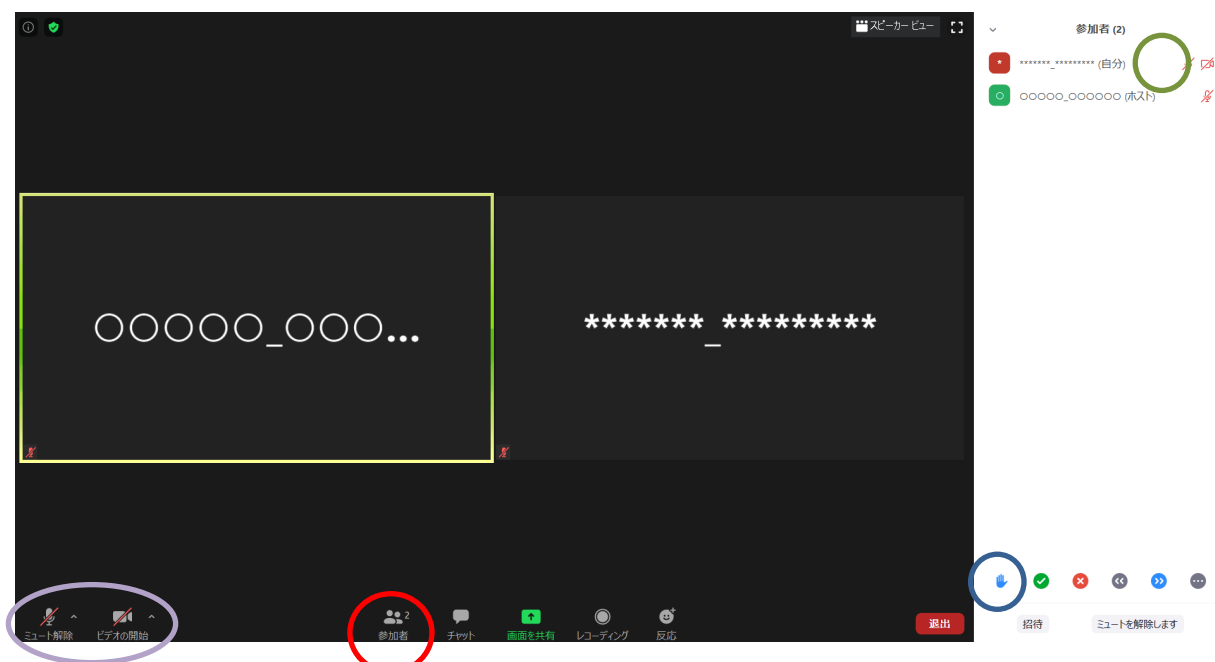 スピーカー ビュー
参加者 (2)
* *******_********* (自分)
○ ○○○○○_○○○○○○ (ホスト)
○○○○○_○○○...
*******_*********
2
ミュート解除
ビデオの開始
参加者
チャット
画面を共有
レコーディング
反応
退出
招待
ミュートを解除します